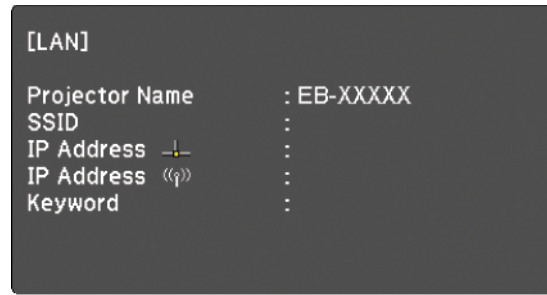 [LAN]
Projector Name : EB-XXXXX
SSID :
IP Address :
IP Address :
Keyword :